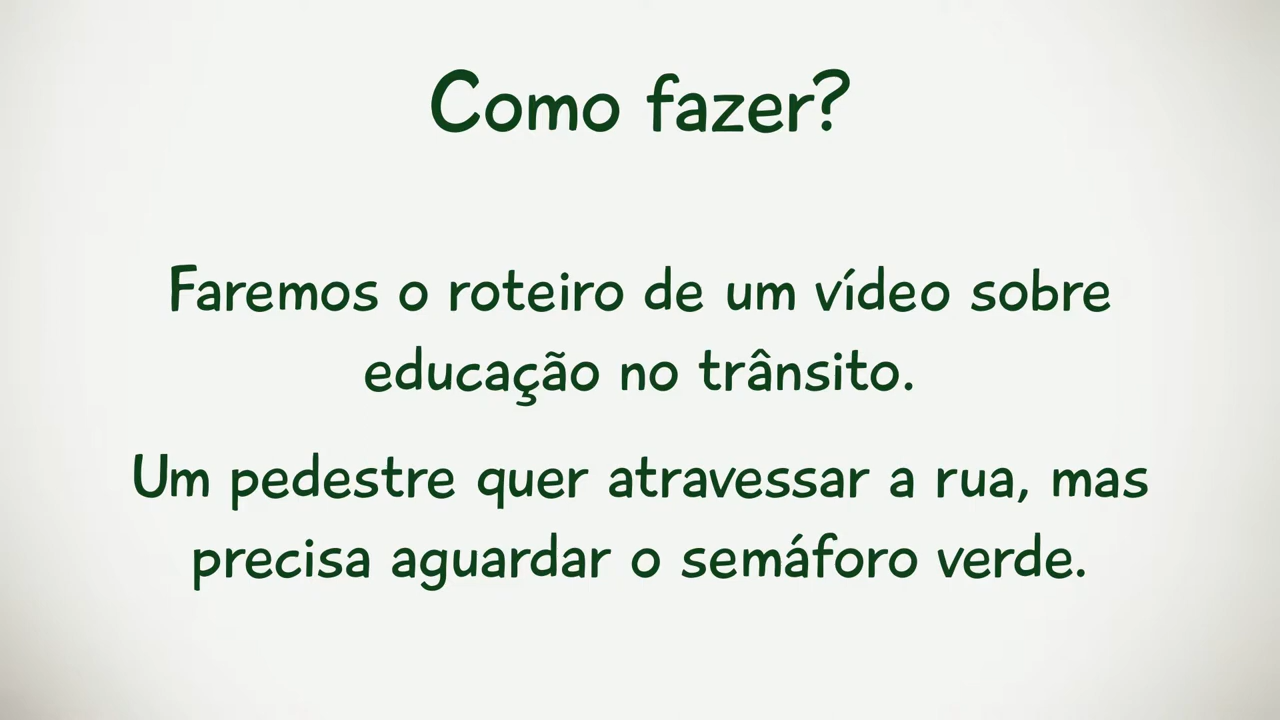 Como fazer?
Faremos o roteiro de um vídeo sobre
educação no trânsito.
Um pedestre quer atravessar a rua, mas
precisa aguardar o semáforo verde.